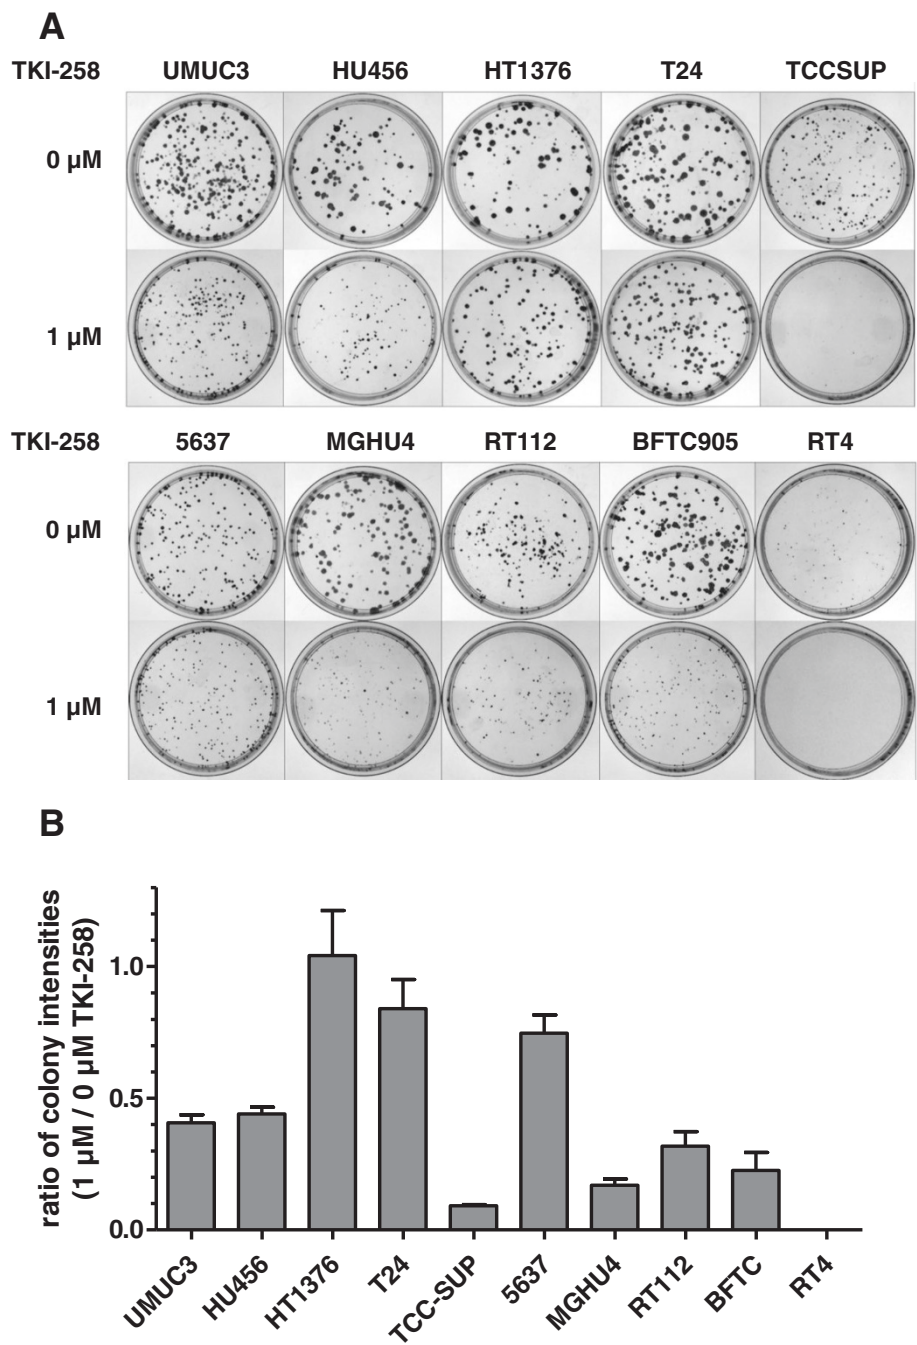 A
TKI-258 UMUC3 HU456 HT1376 T24 TCCSUP
0 µM
1 µM
TKI-258 5637 MGHU4 RT112 BFTC905 RT4
0 µM
1 µM
B
ratio of colony intensities
(1 µM / 0 µM TKI-258)
1.0
0.5
0.0
UMUC3 HU456 HT1376 T24 TCC-SUP 5637 MGHU4 RT112 BFTC RT4